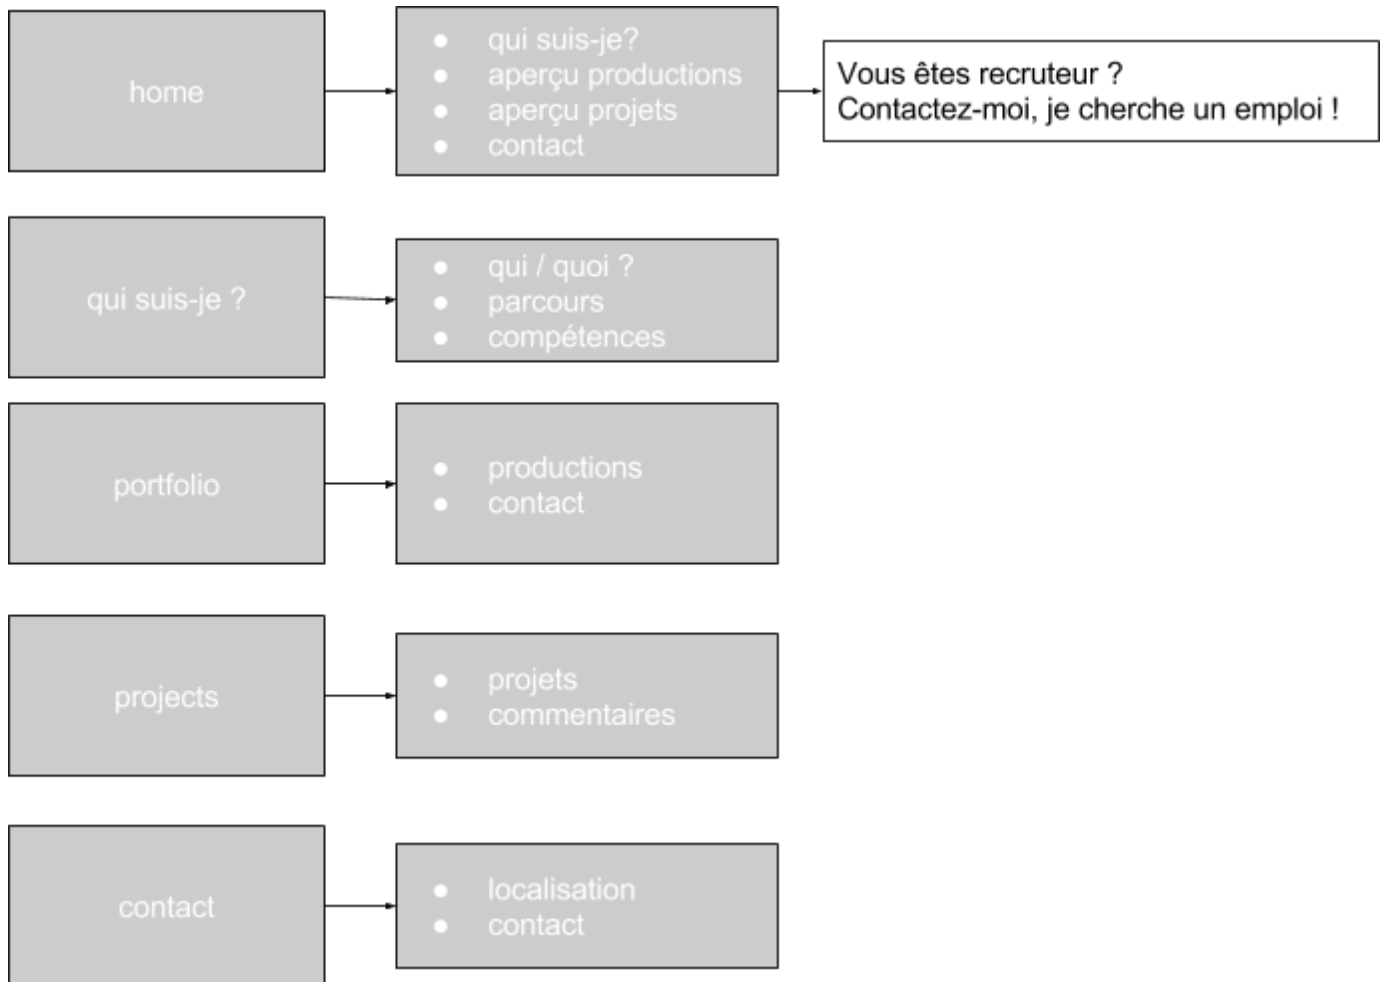 home
● qui suis-je?
● aperçu productions
● aperçu projets
● contact
Vous êtes recruteur ?
Contactez-moi, je cherche un emploi !
qui suis-je ?
● qui / quoi ?
● parcours
● compétences
portfolio
● productions
● contact
projects
● projets
● commentaires
contact
● localisation
● contact